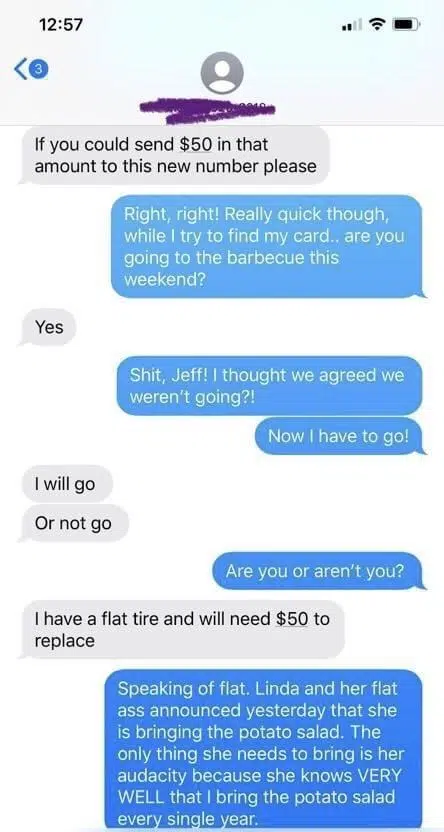 12:57
3
If you could send $50 in that
amount to this new number please
Right, right! Really quick though,
while I try to find my card.. are you
going to the barbecue this
weekend?
Yes
Shit, Jeff! I thought we agreed we
weren't going?!
Now I have to go!
I will go
Or not go
Are you or aren't you?
I have a flat tire and will need $50 to
replace
Speaking of flat. Linda and her flat
ass announced yesterday that she
is bringing the potato salad. The
only thing she needs to bring is her
audacity because she knows VERY
WELL that I bring the potato salad
every single year.